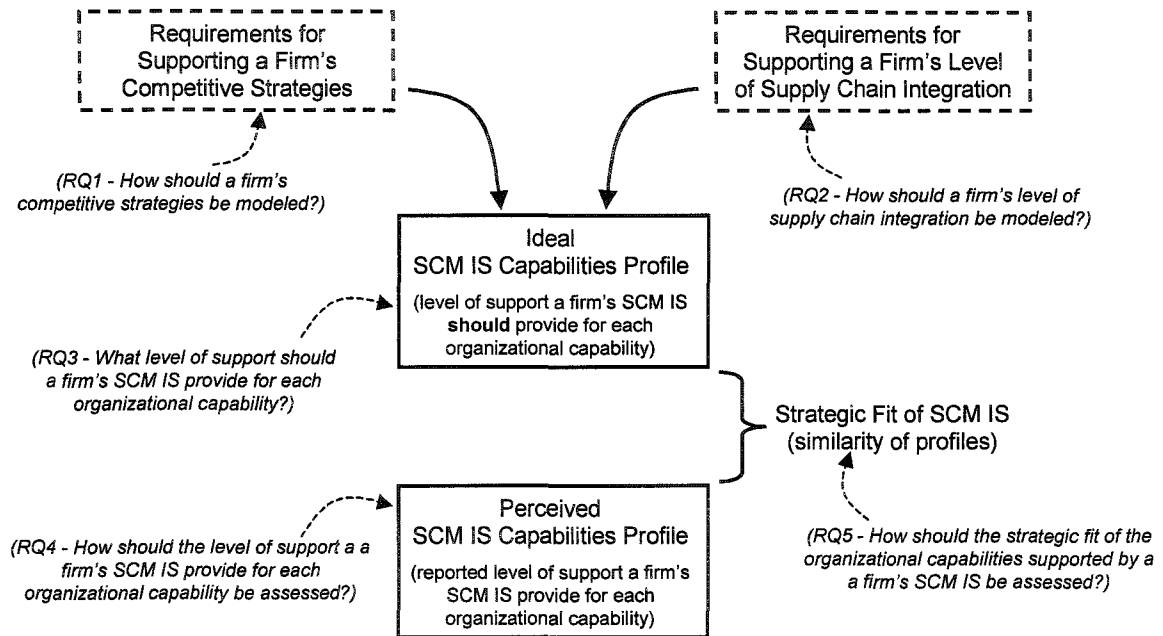 Requirements for
Supporting a Firm's
Competitive Strategies
Requirements for
Supporting a Firm's Level
of Supply Chain Integration
(RQ1 - How should a firm's
competitive strategies be modeled?)
(RQ2 - How should a firm's level of
supply chain integration be modeled?)
Ideal
SCM IS Capabilities Profile
(level of support a firm's SCM IS
should provide for each
organizational capability)
(RQ3 - What level of support should
a firm's SCM IS provide for each
organizational capability?)
Strategic Fit of SCM IS
(similarity of profiles)
Perceived
SCM IS Capabilities Profile
(reported level of support a firm's
SCM IS provide for each
organizational capability)
(RQ4 - How should the level of support a a
firm's SCM IS provide for each
organizational capability be assessed?)
(RQ5 - How should the strategic fit of the
organizational capabilities supported by a
a firm's SCM IS be assessed?)